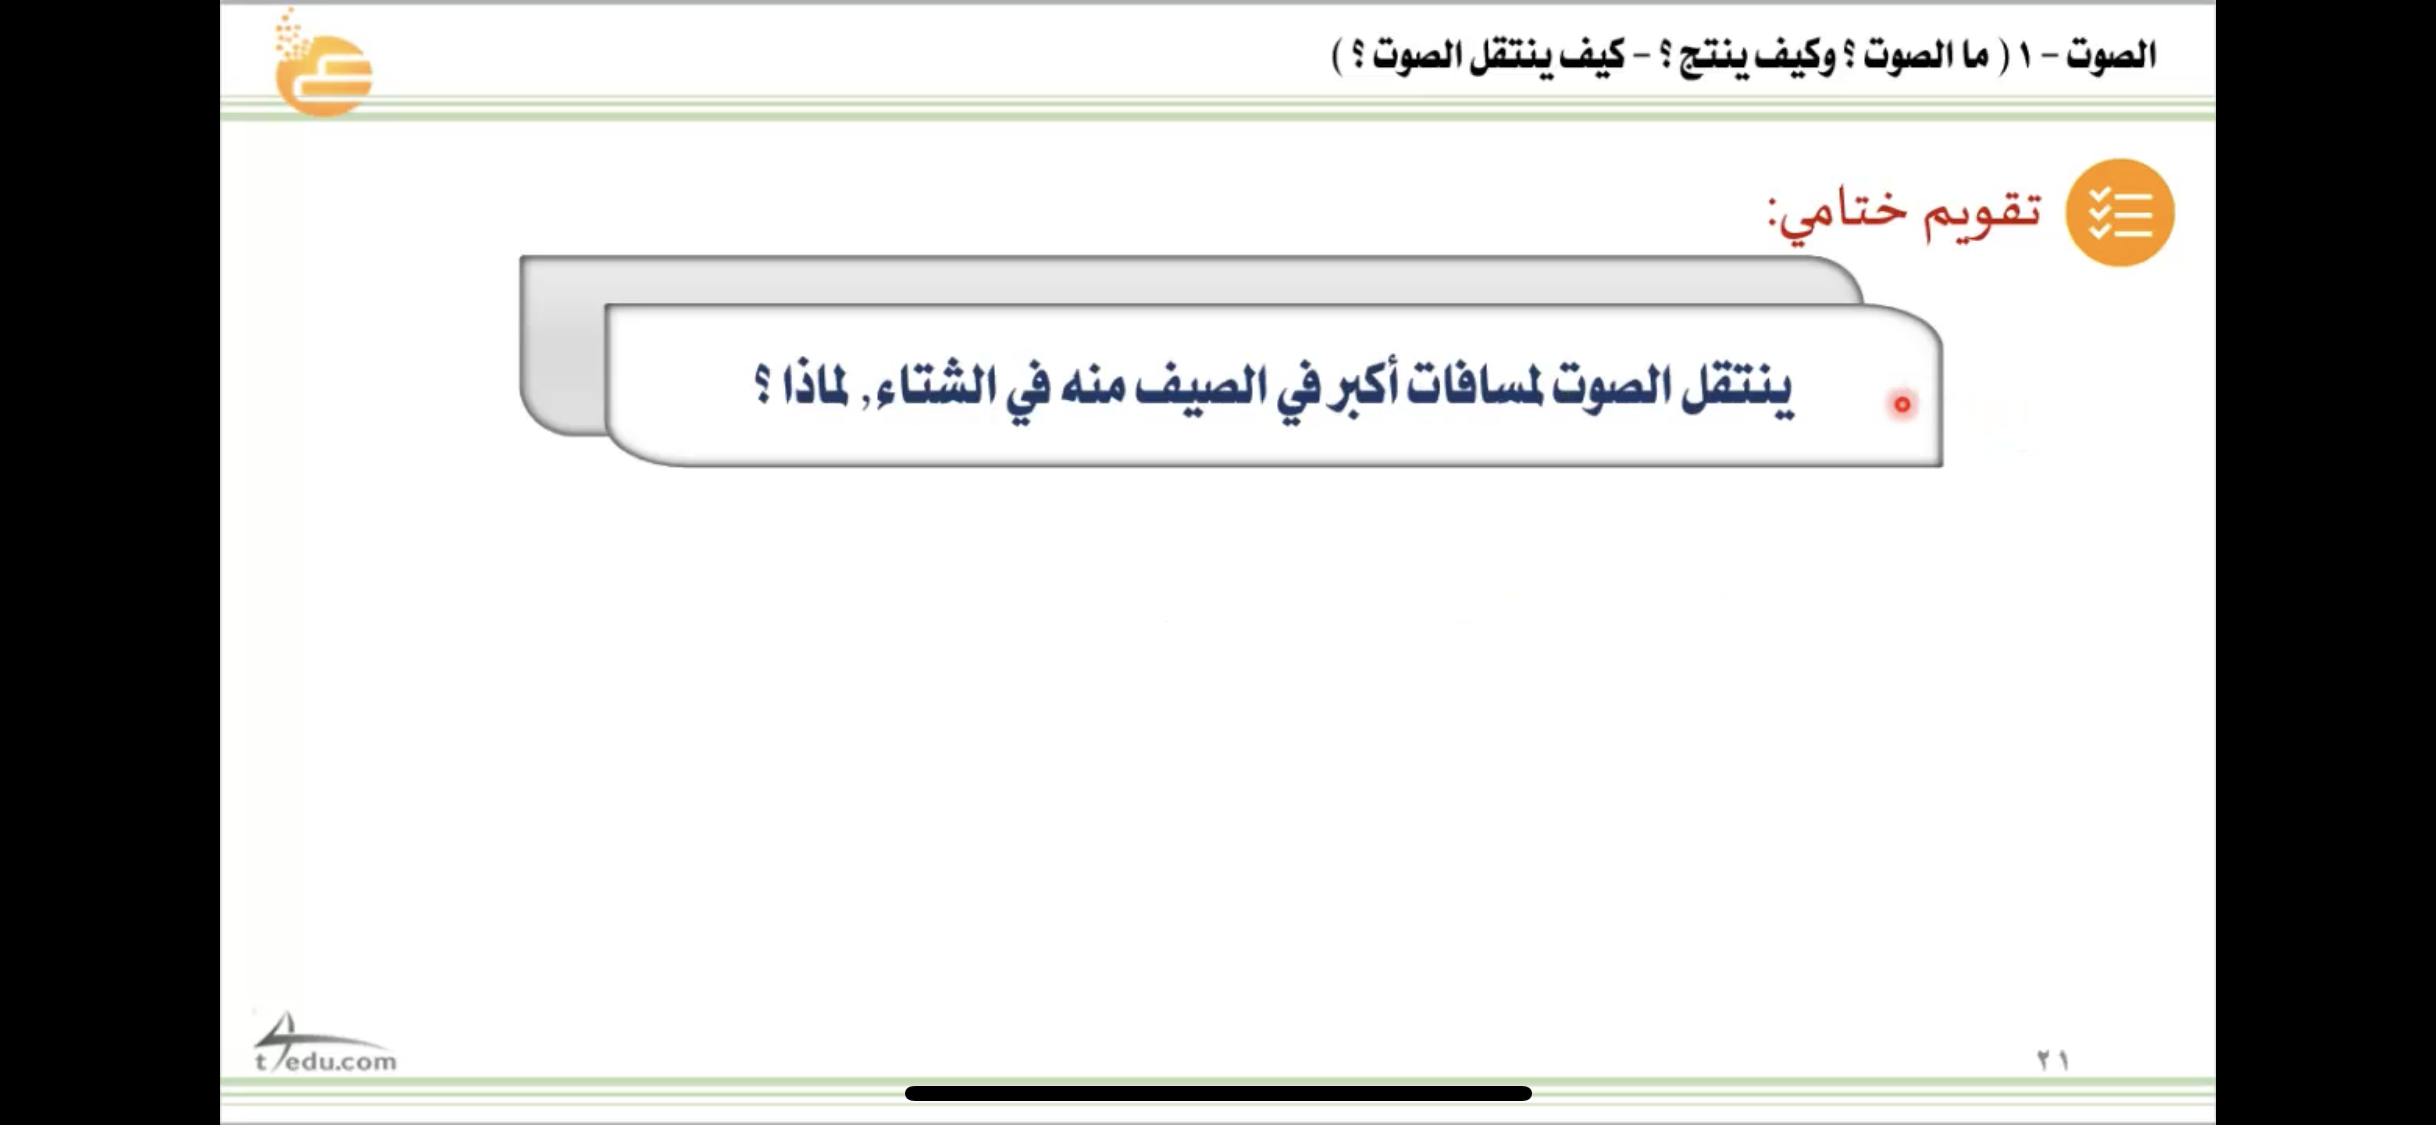 الصوت - ١ ( ما الصوت ؟ وكيف ينتج ؟ - كيف ينتقل الصوت ؟ )
تقويم ختامي:
ينتقل الصوت لمسافات أكبر في الصيف منه في الشتاء, لماذا ؟
t4edu.com
٢١